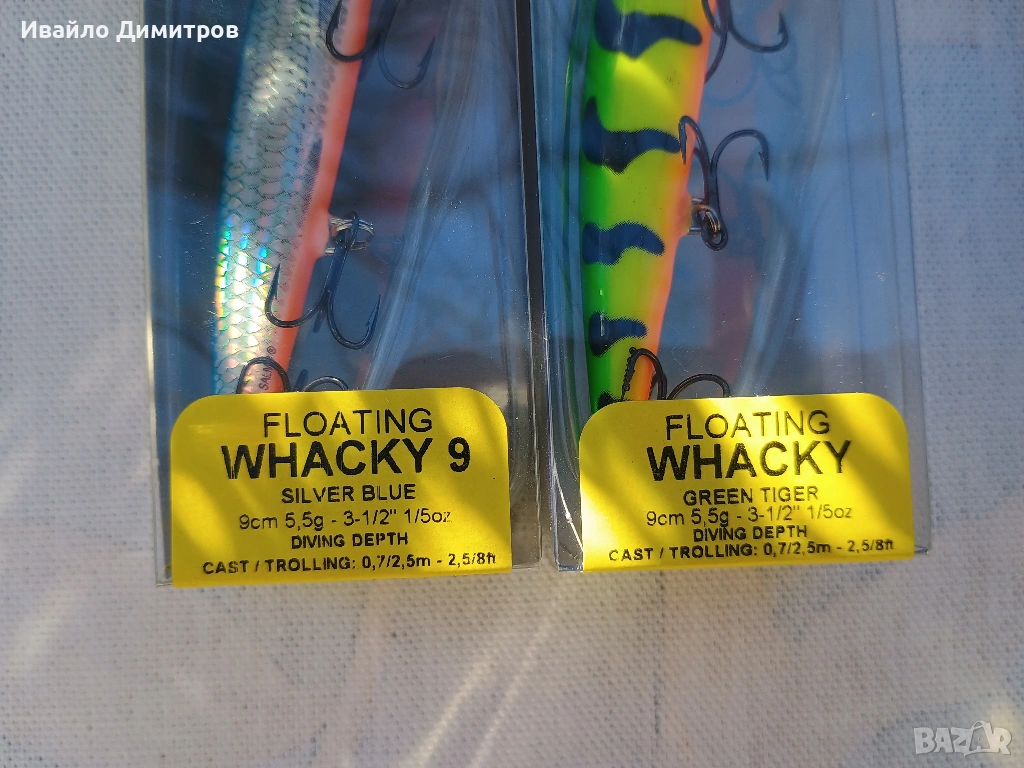 Ивайло Димитров
SALMO®
FLOATING
WHACKY 9
SILVER BLUE
9cm 5,5g - 3-1/2" 1/5oz
DIVING DEPTH
CAST / TROLLING: 0,7/2,5m - 2,5/8ft
FLOATING
WHACKY
GREEN TIGER
9cm 5,5g - 3-1/2" 1/5oz
DIVING DEPTH
CAST / TROLLING: 0,7/2,5m - 2,5/8ft
BAZAR